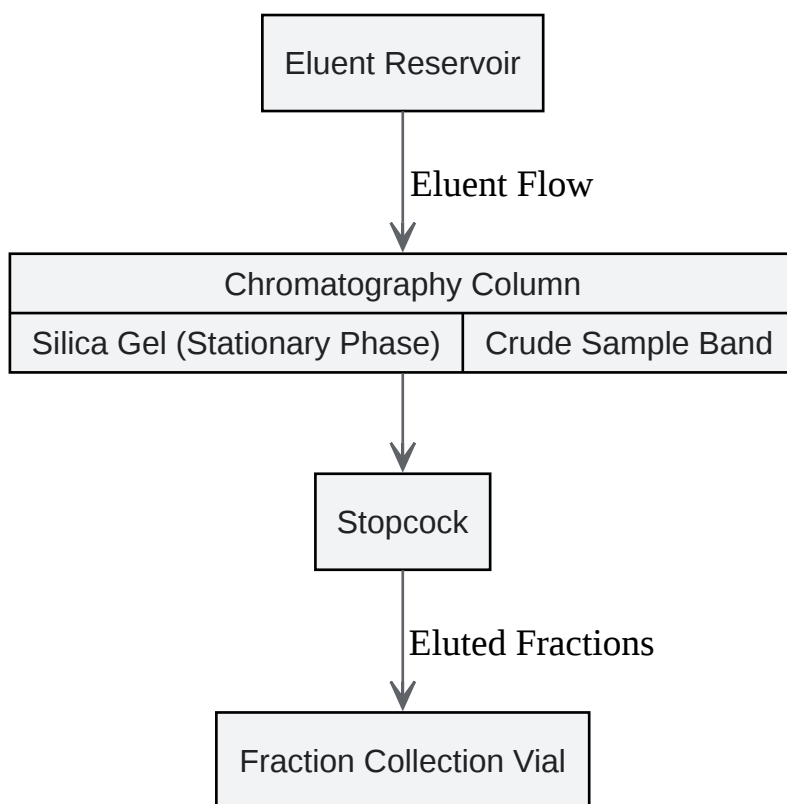 Eluent Reservoir
Eluent Flow
Chromatography Column
Silica Gel (Stationary Phase)
Crude Sample Band
Stopcock
Eluted Fractions
Fraction Collection Vial